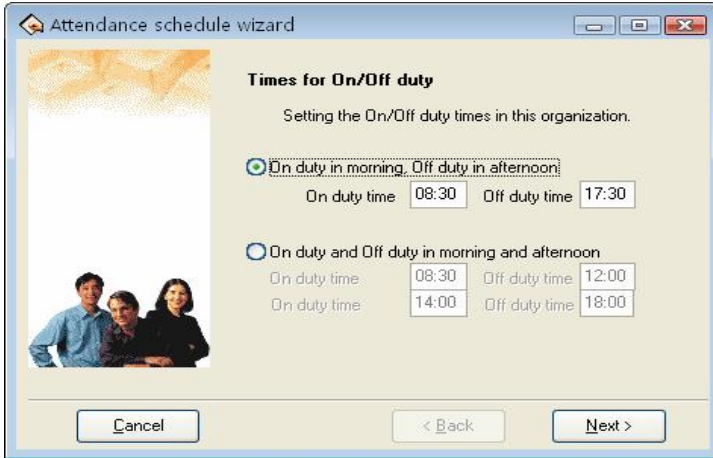 Attendance schedule wizard
Times for On/Off duty
Setting the On/Off duty times in this organization.
On duty in morning, Off duty in afternoon
On duty time 08:30 Off duty time 17:30
On duty and Off duty in morning and afternoon
On duty time 08:30 Off duty time 12:00
On duty time 14:00 Off duty time 18:00
Cancel < Back Next >